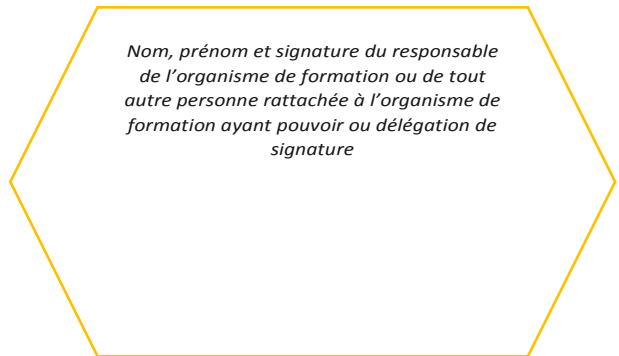 Nom, prénom et signature du responsable
de l’organisme de formation ou de tout
autre personne rattachée à l’organisme de
formation ayant pouvoir ou délégation de
signature